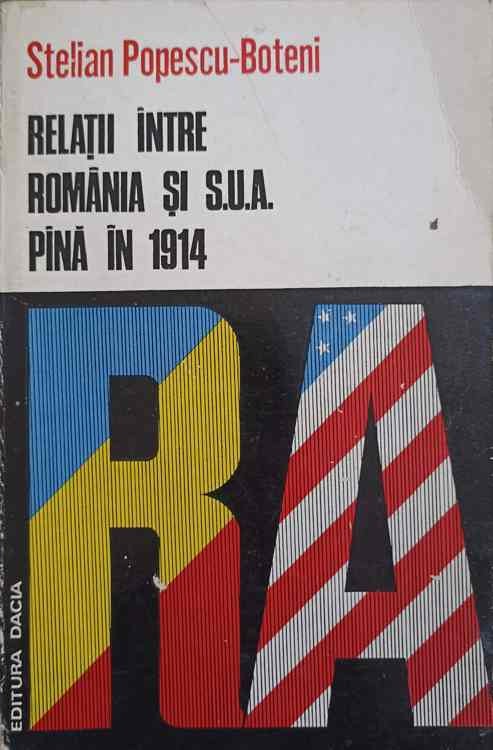 Stelian Popescu-Boteni
RELAȚII ÎNTRE
ROMÂNIA ȘI S.U.A.
PÎNĂ ÎN 1914
RA
EDITURA DACIA